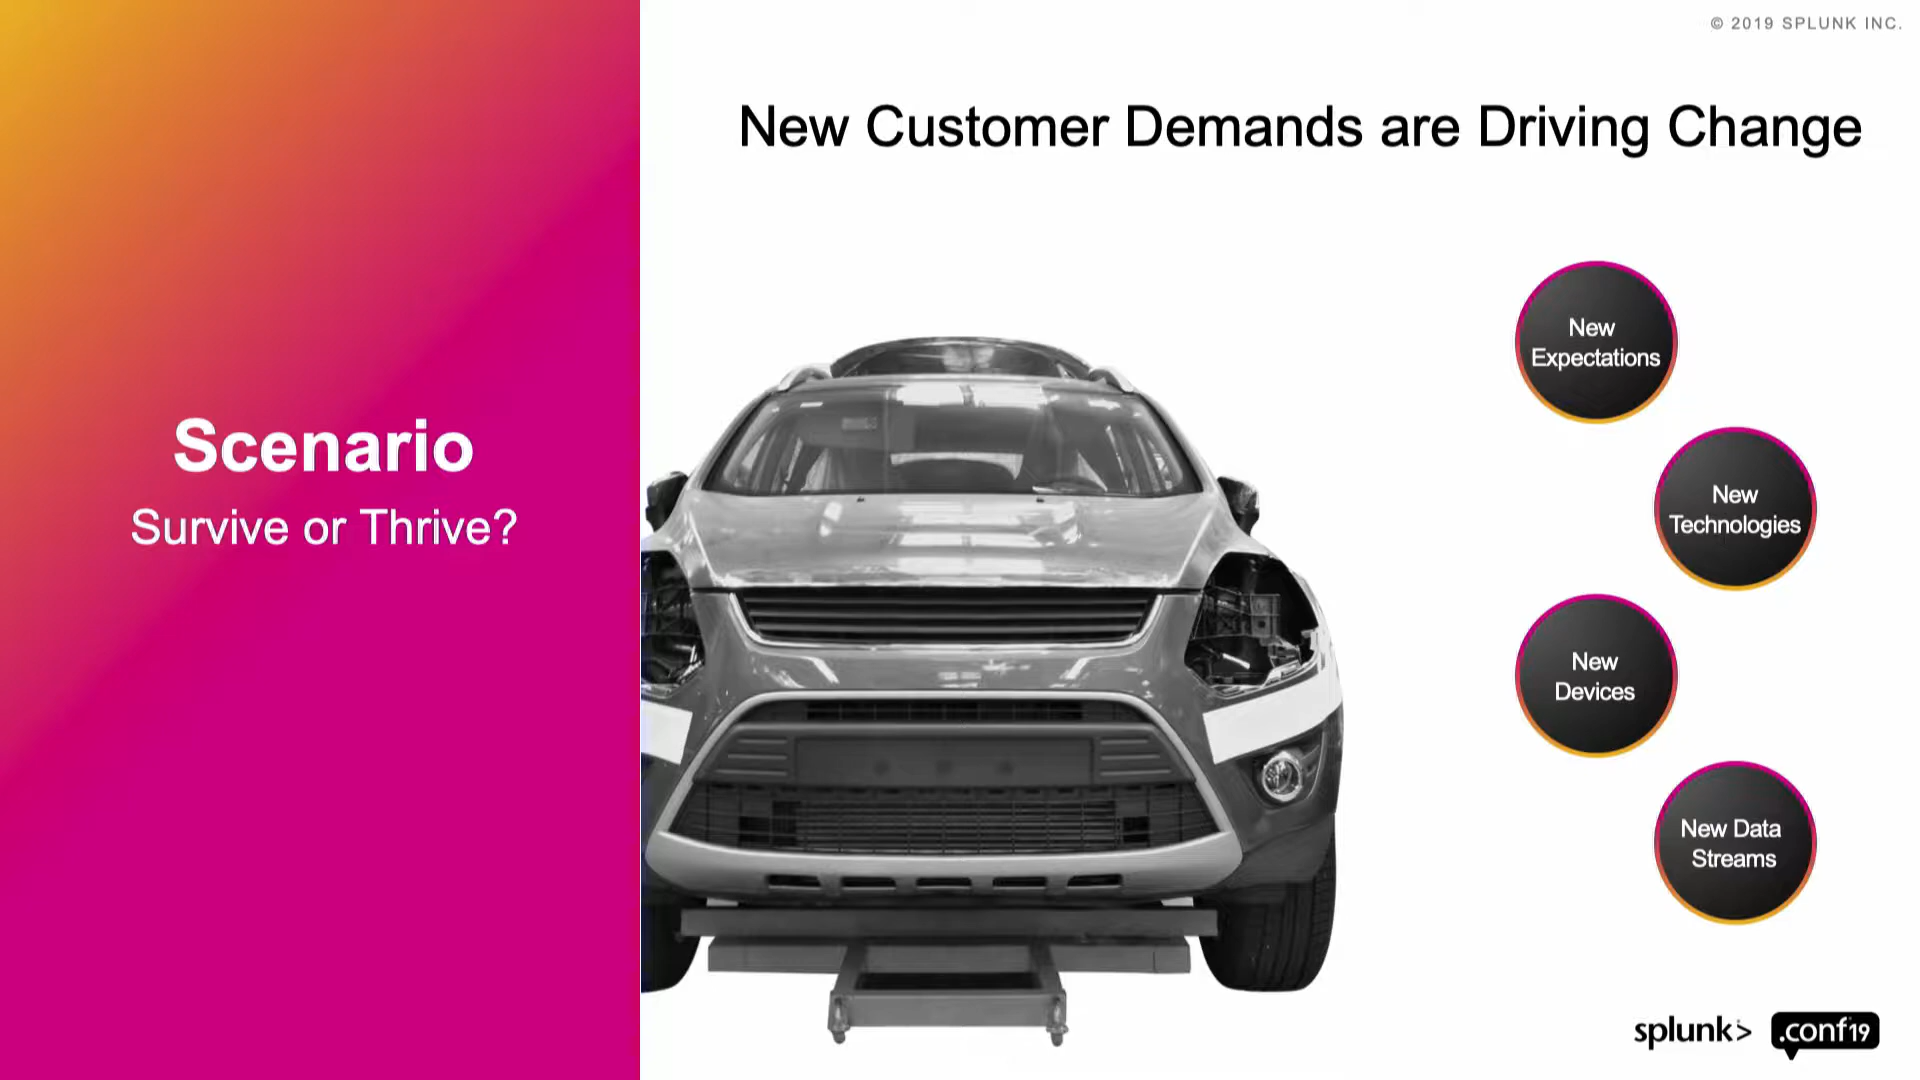 © 2019 SPLUNK INC.
New Customer Demands are Driving Change
Scenario
Survive or Thrive?
New
Expectations
New
Technologies
New
Devices
New Data
Streams
splunk> .conf19